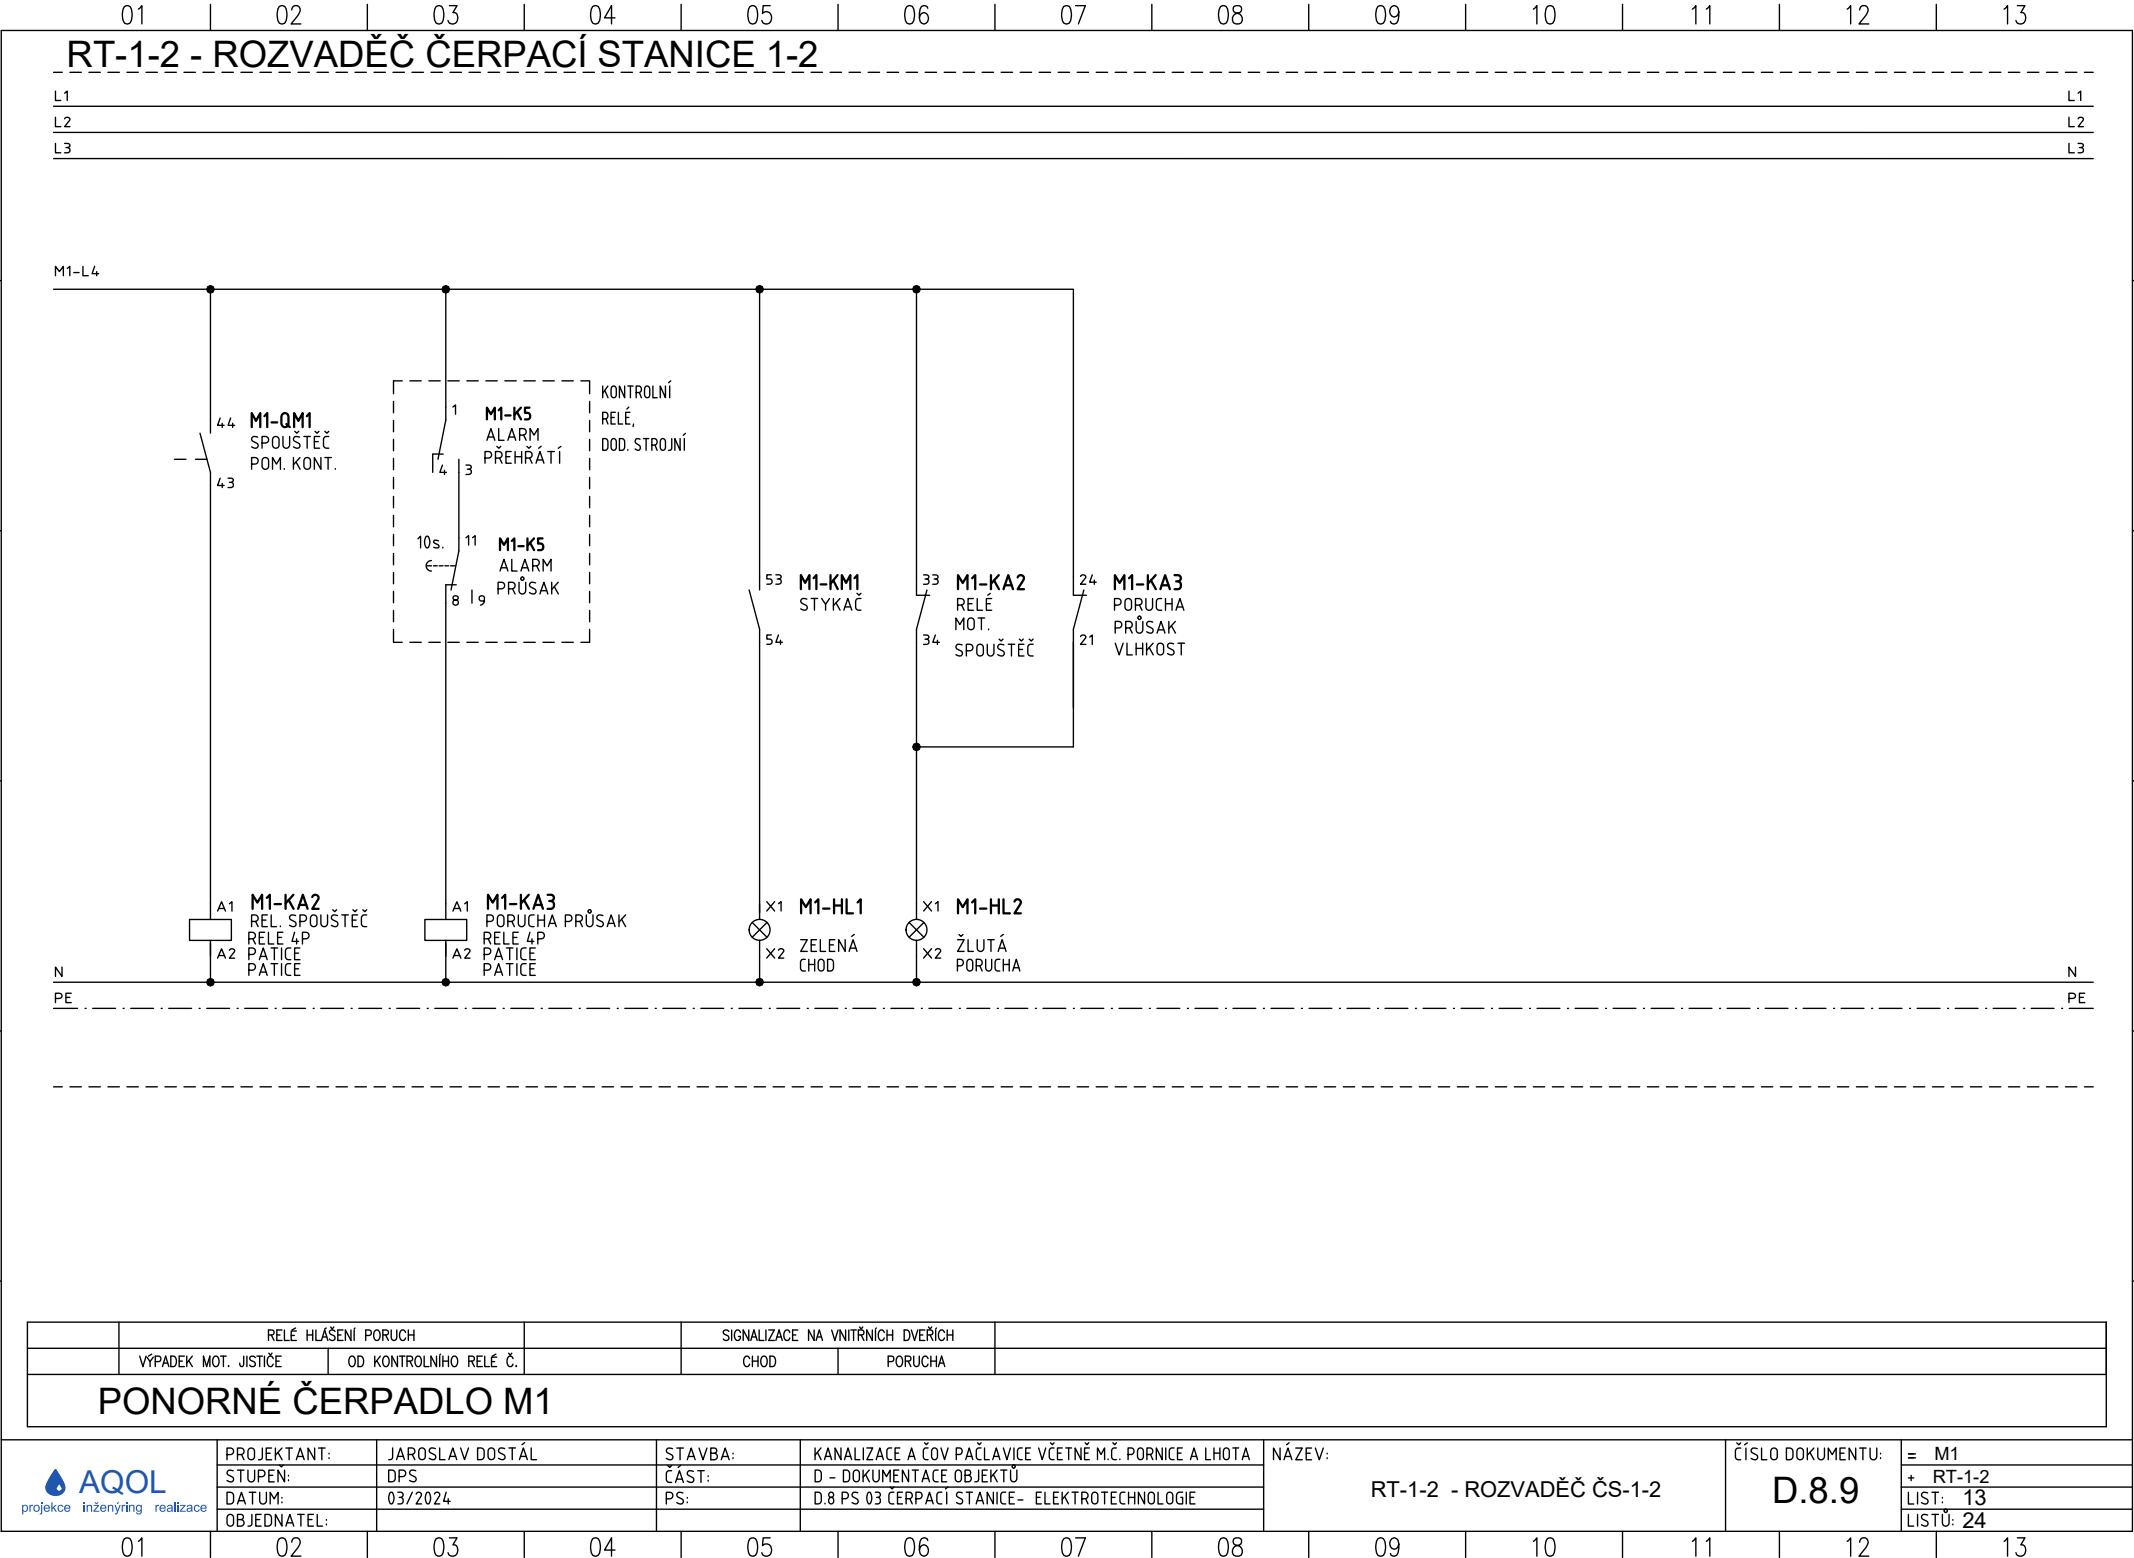 01 02 03 04 05 06 07 08 09 10 11 12 13
RT-1-2 - ROZVADĚČ ČERPACÍ STANICE 1-2
L1 L1
L2 L2
L3 L3
M1-L4
44 M1-QM1
SPOUŠTĚČ
POM. KONT.
43
1 M1-K5
ALARM
PŘEHŘÁTÍ
4 3
KONTROLNÍ
RELÉ,
DOD. STROJNÍ
10s. 11 M1-K5
ALARM
PRŮSAK
8 9
53 M1-KM1
STYKAČ
54
33 M1-KA2
RELÉ
MOT.
34 SPOUŠTĚČ
24 M1-KA3
PORUCHA
PRŮSAK
21 VLHKOST
A1 M1-KA2
REL. SPOUŠTĚČ
RELE 4P
A2 PATICE
PATICE
A1 M1-KA3
PORUCHA PRŮSAK
RELE 4P
A2 PATICE
PATICE
X1 M1-HL1
ZELENÁ
X2 CHOD
X1 M1-HL2
ŽLUTÁ
X2 PORUCHA
N N
PE PE
RELÉ HLÁŠENÍ PORUCH SIGNALIZACE NA VNITŘNÍCH DVEŘÍCH
VÝPADEK MOT. JISTIČE OD KONTROLNÍHO RELÉ Č. CHOD PORUCHA
PONORNÉ ČERPADLO M1
AQOL
projekce inženýring realizace
PROJEKTANT: JAROSLAV DOSTÁL
STUPEŇ: DPS
DATUM: 03/2024
OBJEDNATEL:
STAVBA: KANALIZACE A ČOV PAČLAVICE VČETNĚ M.Č. PORNICE A LHOTA
ČÁST: D - DOKUMENTACE OBJEKTŮ
PS: D.8 PS 03 ČERPACÍ STANICE- ELEKTROTECHNOLOGIE
NÁZEV:
RT-1-2 - ROZVADĚČ ČS-1-2
ČÍSLO DOKUMENTU:
D.8.9
= M1
+ RT-1-2
LIST: 13
LISTŮ: 24
01 02 03 04 05 06 07 08 09 10 11 12 13